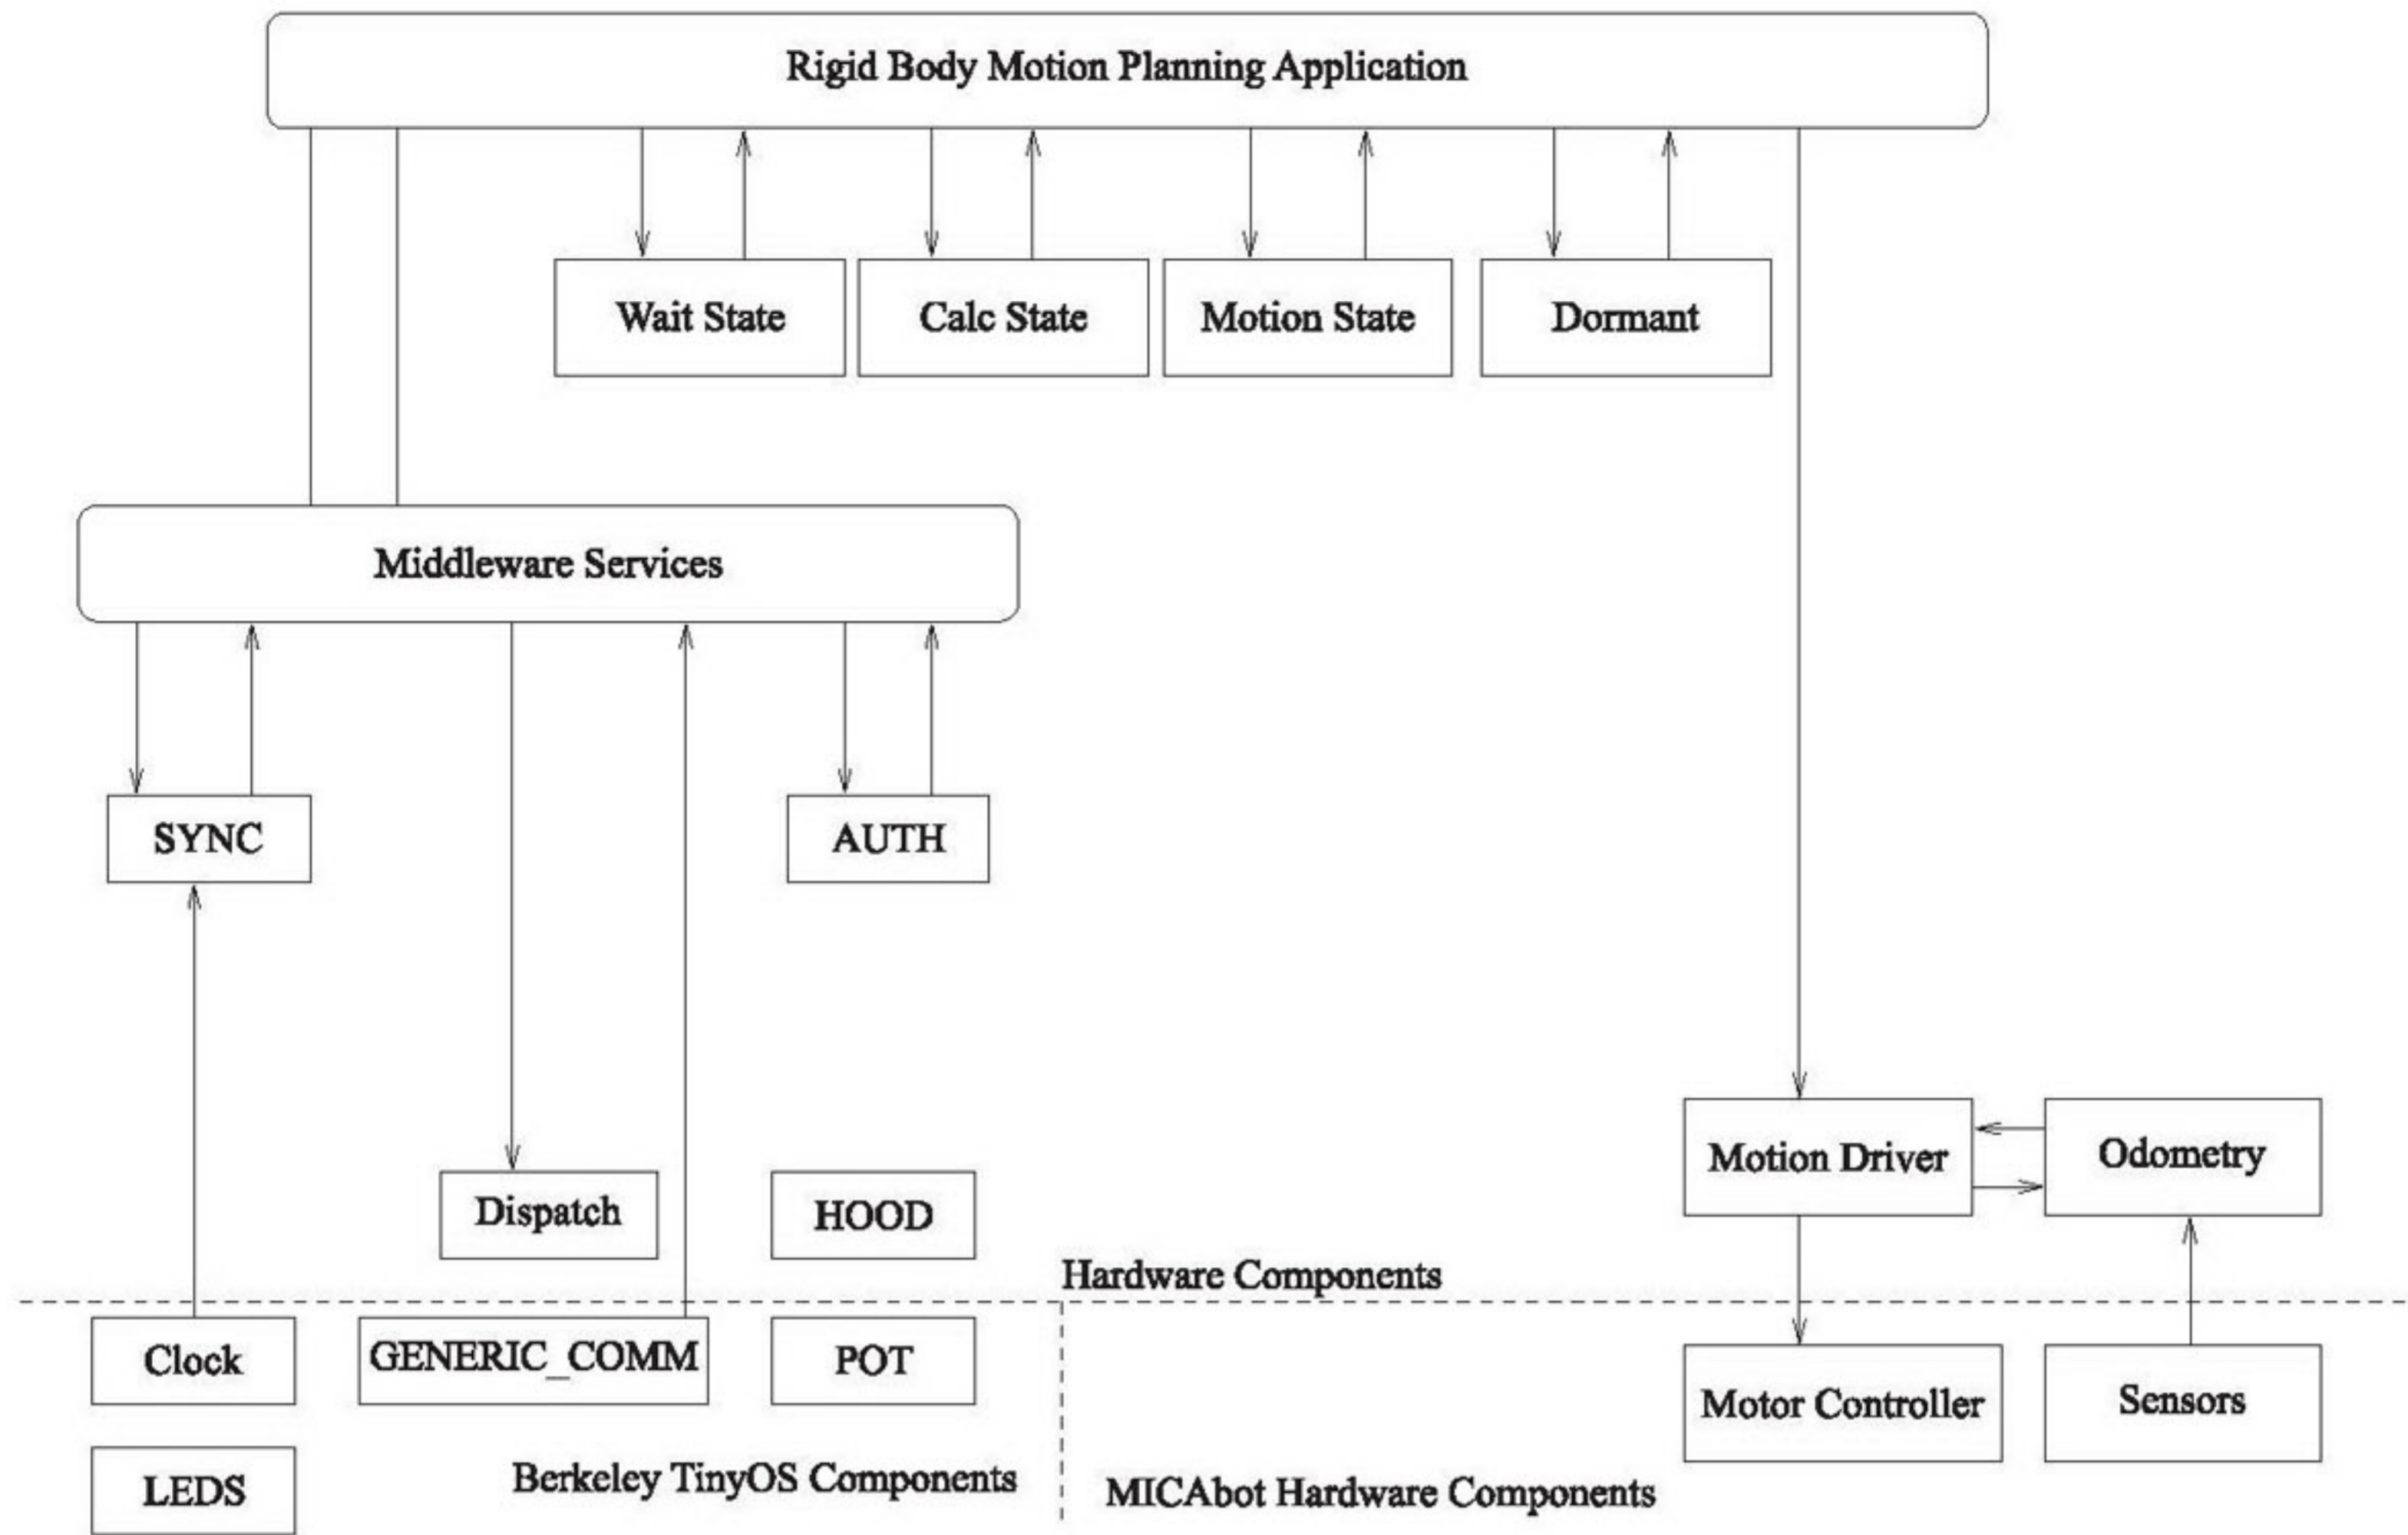 Rigid Body Motion Planning Application
Wait State
Calc State
Motion State
Dormant
Middleware Services
SYNC
AUTH
Motion Driver
Odometry
Dispatch
HOOD
Hardware Components
Clock
GENERIC_COMM
POT
Motor Controller
Sensors
LEDS
Berkeley TinyOS Components
MICAbot Hardware Components